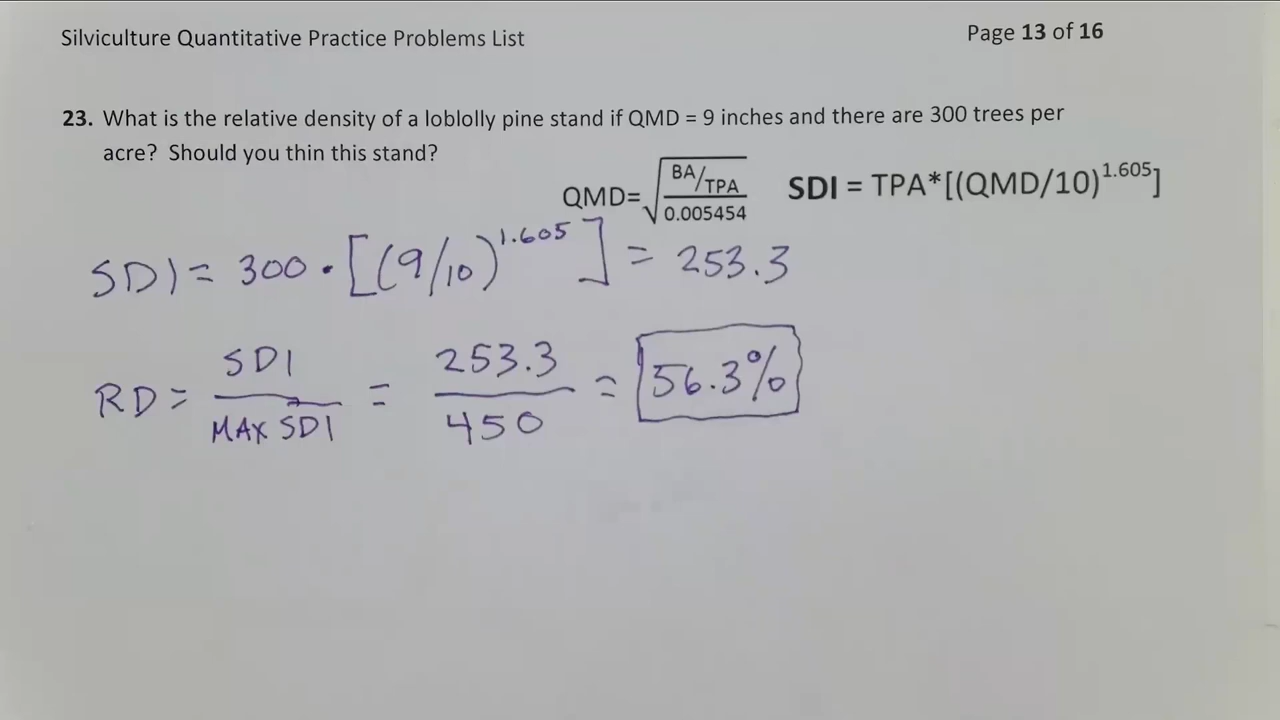 Silviculture Quantitative Practice Problems List
Page 13 of 16
23. What is the relative density of a loblolly pine stand if QMD = 9 inches and there are 300 trees per
acre? Should you thin this stand?
QMD=√((BA/TPA)/0.005454) SDI = TPA*[(QMD/10)^1.605]
SDI = 300 · [(9/10)^1.605] = 253.3
RD = SDI/MAX SDI = 253.3/450 = 56.3%